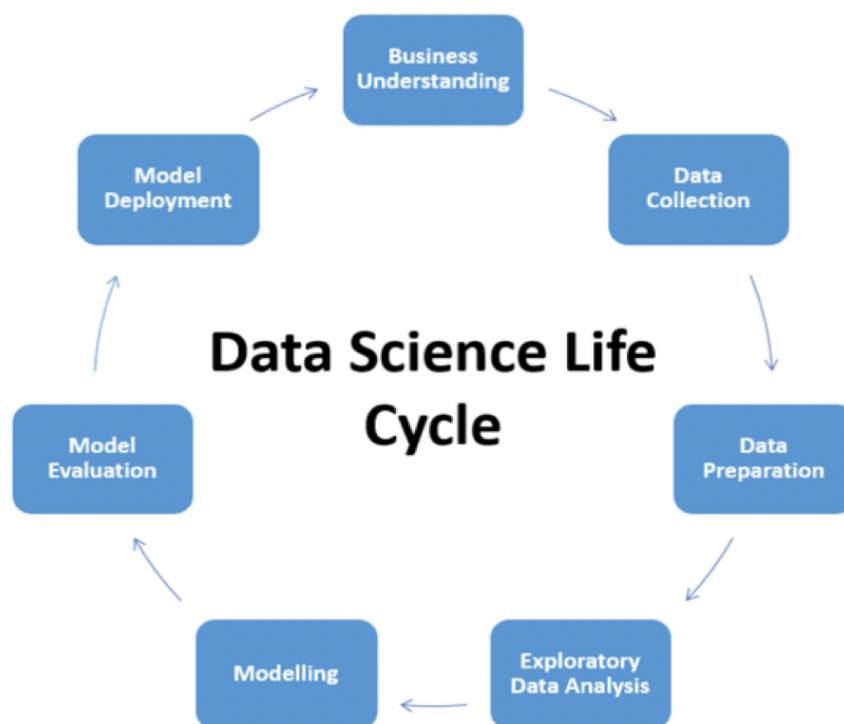 Business
Understanding
Data
Collection
Data
Preparation
Exploratory
Data Analysis
Modelling
Model
Evaluation
Model
Deployment
Data Science Life
Cycle